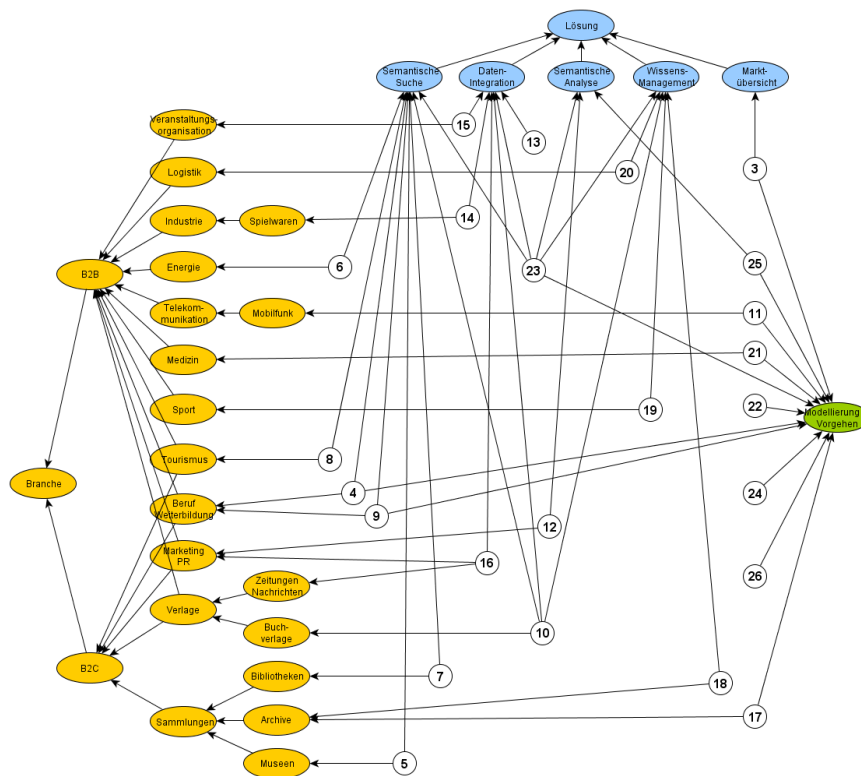 Lösung
Semantische
Suche
Daten-
Integration
Semantische
Analyse
Wissens-
Management
Markt-
übersicht
Veranstaltungs-
organisation
15
13
Logistik
20
3
Industrie
Spielwaren
14
B2B
Energie
6
23
25
Telekom-
munikation
Mobilfunk
11
Medizin
21
Sport
19
22
Modellierung
Vorgehen
Tourismus
8
Branche
4
24
Beruf
Weiterbildung
9
12
Marketing
PR
16
Zeitungen
Nachrichten
26
Verlage
Buch-
verlage
10
B2C
Bibliotheken
7
18
Sammlungen
Archive
17
Museen
5